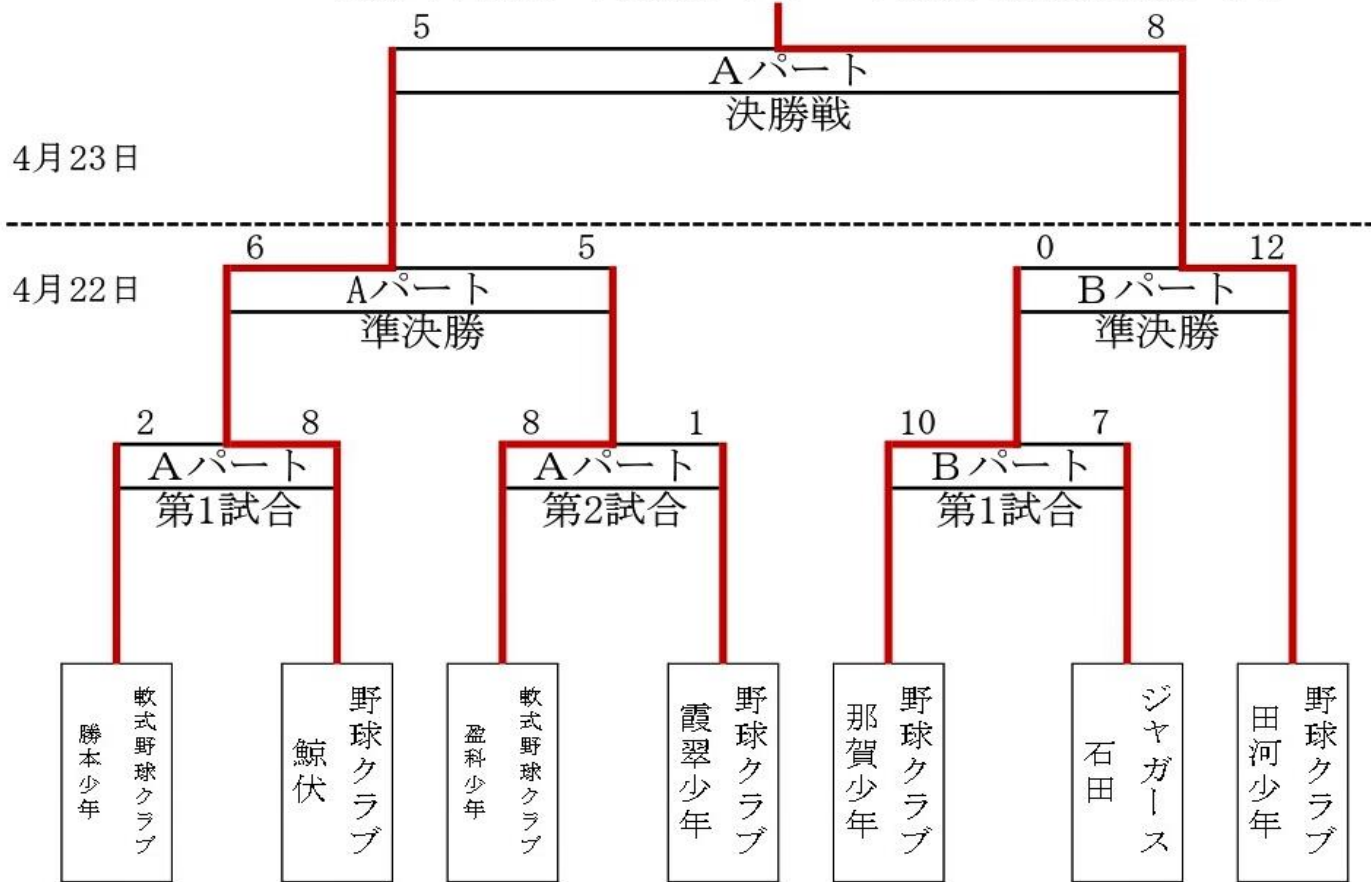 5
8
Aパート
決勝戦
4月23日
6
5
0
12
4月22日
Aパート
Bパート
準決勝
準決勝
2
8
8
1
10
7
Aパート
Aパート
Bパート
第1試合
第2試合
第1試合
軟式野球クラブ
勝本少年
野球クラブ
鯨伏
軟式野球クラブ
盈科少年
野球クラブ
霞翠少年
野球クラブ
那賀少年
ジャガース
石田
野球クラブ
田河少年